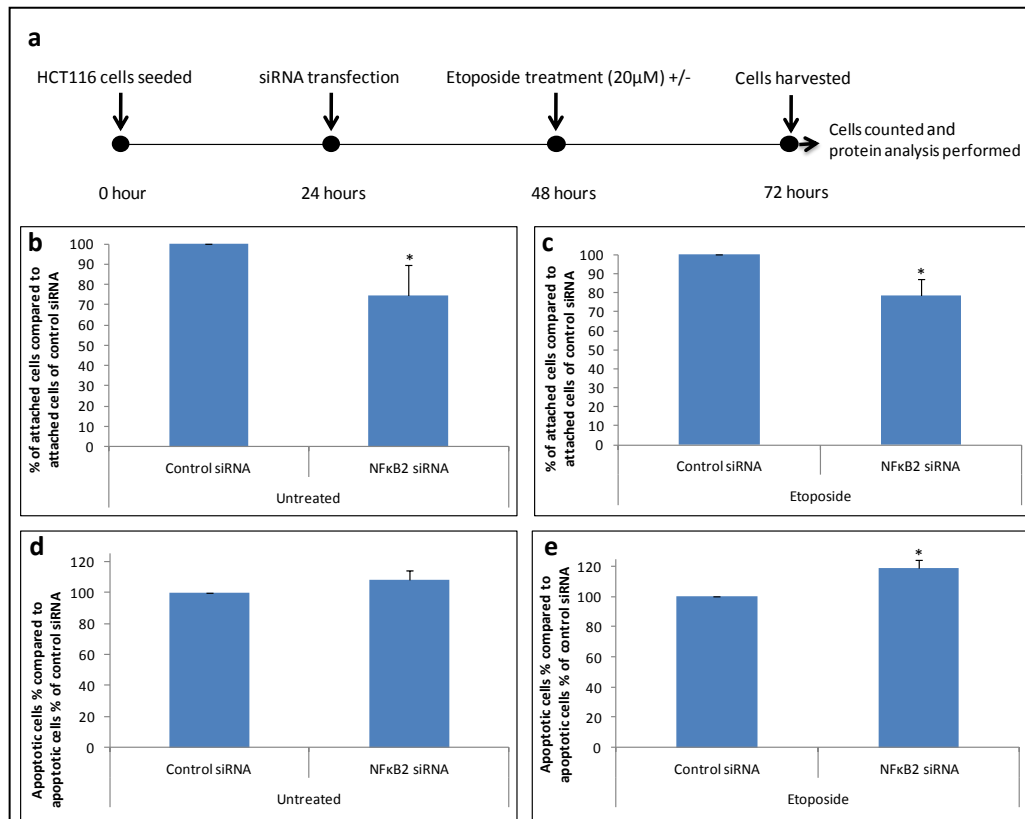 a
HCT116 cells seeded
siRNA transfection
Etoposide treatment (20µM) +/-
Cells harvested
Cells counted and
protein analysis performed
0 hour
24 hours
48 hours
72 hours
b
% of attached cells compared to
attached cells of control siRNA
100
90
80
70
60
50
40
30
20
10
0
*
Control siRNA
NFκB2 siRNA
Untreated
c
% of attached cells compared to
attached cells of control siRNA
100
90
80
70
60
50
40
30
20
10
0
*
Control siRNA
NFκB2 siRNA
Etoposide
d
Apoptotic cells % compared to
apoptotic cells % of control siRNA
120
100
80
60
40
20
0
Control siRNA
NFκB2 siRNA
Untreated
e
Apoptotic cells % compared to
apoptotic cells % of control siRNA
120
100
80
60
40
20
0
*
Control siRNA
NFκB2 siRNA
Etoposide